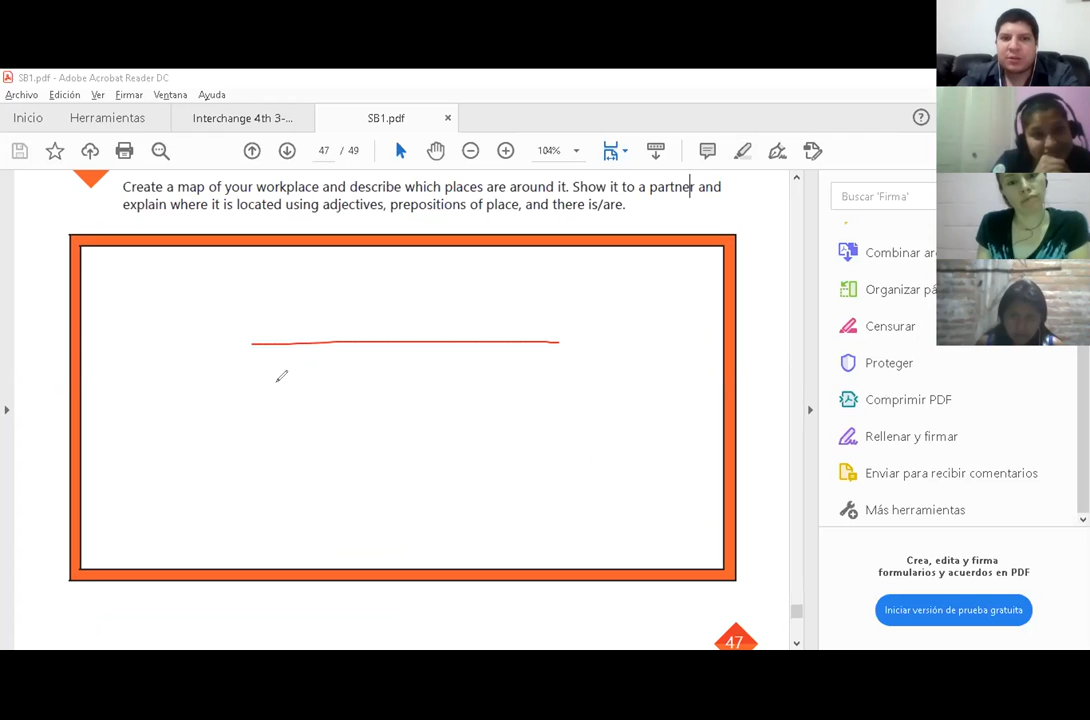 SB1.pdf - Adobe Acrobat Reader DC
Archivo Edición Ver Firmar Ventana Ayuda
Inicio Herramientas Interchange 4th 3-... SB1.pdf ×
47 / 49 104%
Create a map of your workplace and describe which places are around it. Show it to a partner and
explain where it is located using adjectives, prepositions of place, and there is/are.
47
Buscar 'Firma'
Combinar ar
Organizar pá
Censurar
Proteger
Comprimir PDF
Rellenar y firmar
Enviar para recibir comentarios
Más herramientas
Crea, edita y firma
formularios y acuerdos en PDF
Iniciar versión de prueba gratuita